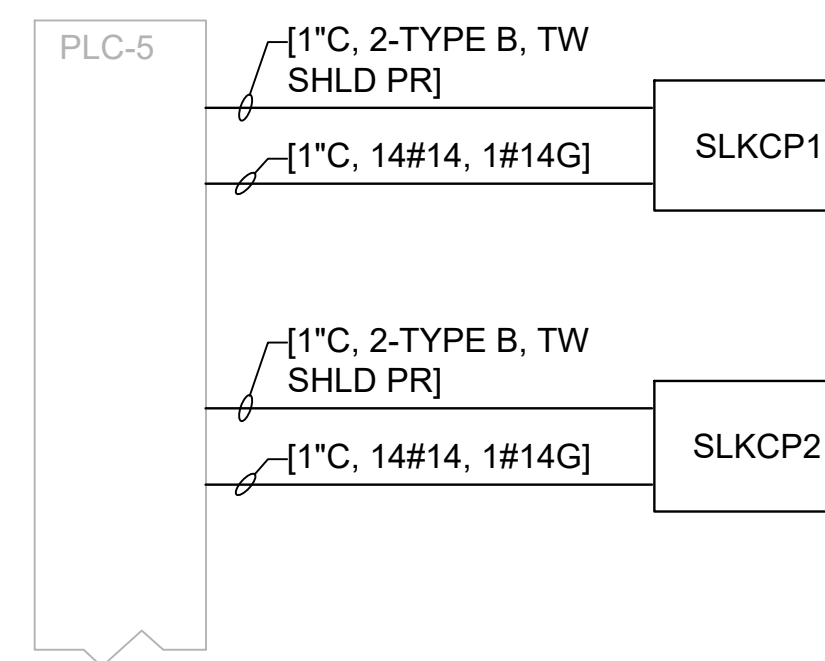 PLC-5
[1"C, 2-TYPE B, TW
SHLD PR]
[1"C, 14#14, 1#14G]
SLKCP1
[1"C, 2-TYPE B, TW
SHLD PR]
[1"C, 14#14, 1#14G]
SLKCP2